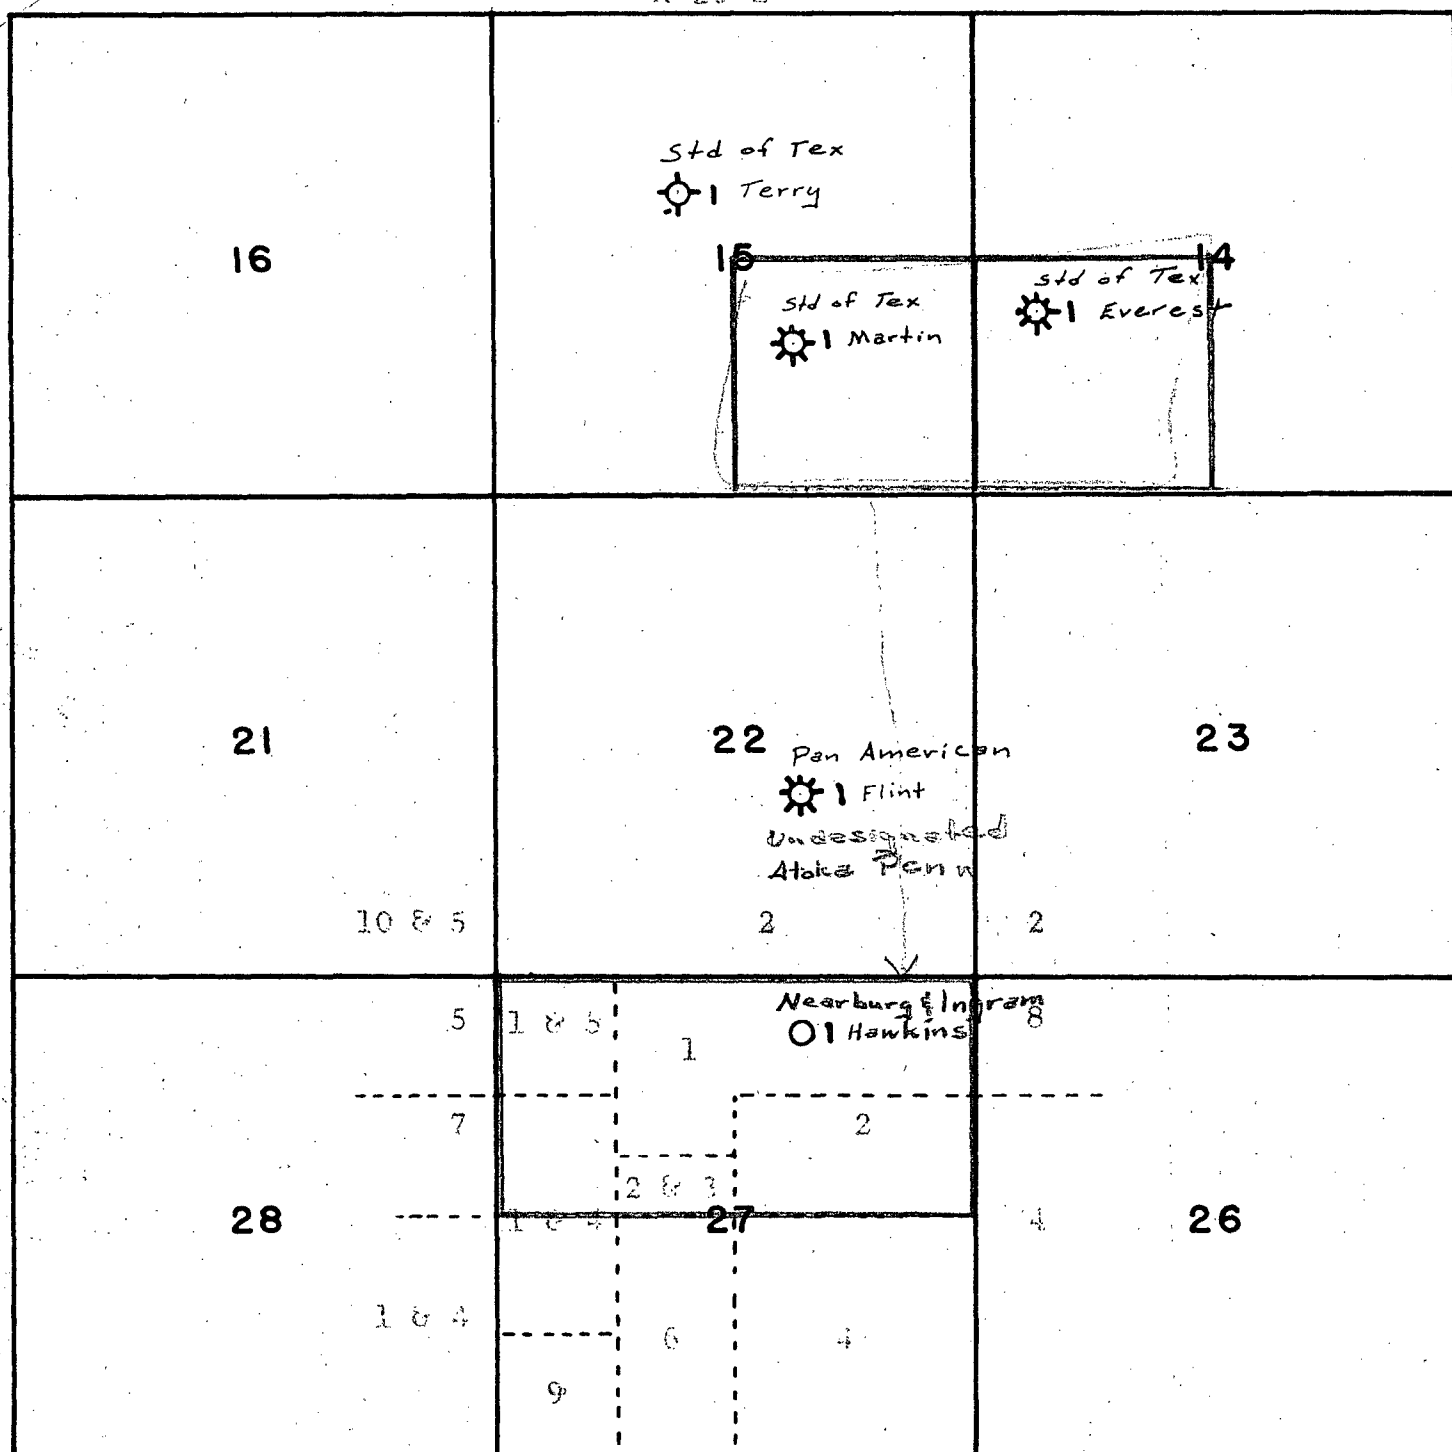 Std of Tex
1 Terry
16
15
14
Std of Tex
1 Martin
Std of Tex
1 Everest
21
22
23
Pan American
1 Flint
Undesignated
Atoka Penn
10 & 5
2
2
Nearburg & Ingram
1 Hawkins
5
1 & 5
1
8
7
2
2 & 3
28
1 & 4
27
4
26
1 & 4
6
4
9